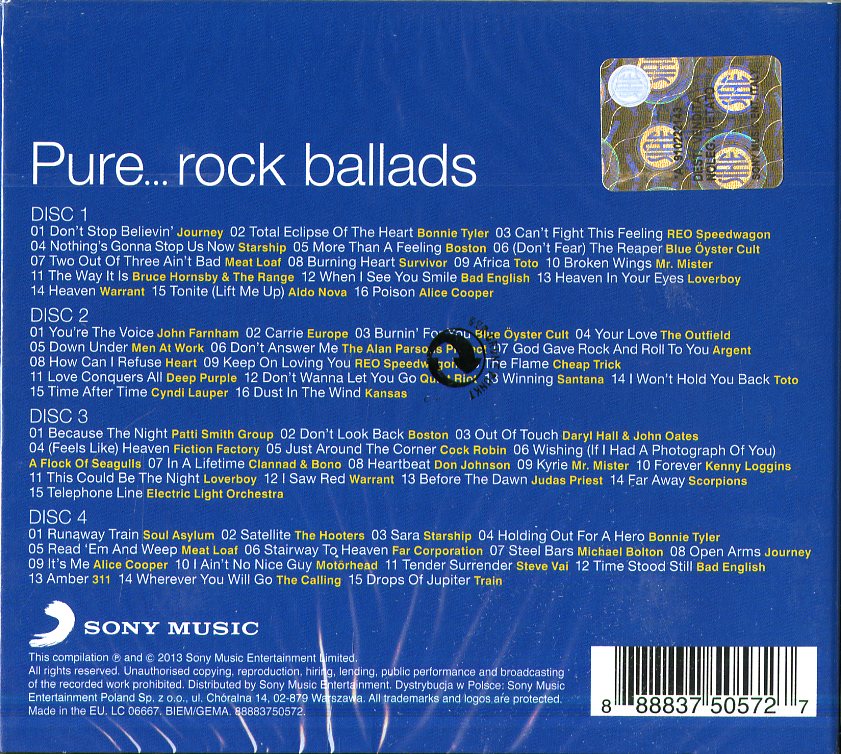 Pure... rock ballads
DISC 1
01 Don't Stop Believin' Journey 02 Total Eclipse Of The Heart Bonnie Tyler 03 Can't Fight This Feeling REO Speedwagon
04 Nothing's Gonna Stop Us Now Starship 05 More Than A Feeling Boston 06 (Don't Fear) The Reaper Blue Öyster Cult
07 Two Out Of Three Ain't Bad Meat Loaf 08 Burning Heart Survivor 09 Africa Toto 10 Broken Wings Mr. Mister
11 The Way It Is Bruce Hornsby & The Range 12 When I See You Smile Bad English 13 Heaven In Your Eyes Loverboy
14 Heaven Warrant 15 Tonite (Lift Me Up) Aldo Nova 16 Poison Alice Cooper
DISC 2
01 You're The Voice John Farnham 02 Carrie Europe 03 Burnin' For You Blue Öyster Cult 04 Your Love The Outfield
05 Down Under Men At Work 06 Don't Answer Me The Alan Parsons 07 God Gave Rock And Roll To You Argent
08 How Can I Refuse Heart 09 Keep On Loving You REO Speedwagon The Flame Cheap Trick
11 Love Conquers All Deep Purple 12 Don't Wanna Let You Go Quiet Riot 13 Winning Santana 14 I Won't Hold You Back Toto
15 Time After Time Cyndi Lauper 16 Dust In The Wind Kansas
DISC 3
01 Because The Night Patti Smith Group 02 Don't Look Back Boston 03 Out Of Touch Daryl Hall & John Oates
04 (Feels Like) Heaven Fiction Factory 05 Just Around The Corner Cock Robin 06 Wishing (If I Had A Photograph Of You)
A Flock Of Seagulls 07 In A Lifetime Clannad & Bono 08 Heartbeat Don Johnson 09 Kyrie Mr. Mister 10 Forever Kenny Loggins
11 This Could Be The Night Loverboy 12 I Saw Red Warrant 13 Before The Dawn Judas Priest 14 Far Away Scorpions
15 Telephone Line Electric Light Orchestra
DISC 4
01 Runaway Train Soul Asylum 02 Satellite The Hooters 03 Sara Starship 04 Holding Out For A Hero Bonnie Tyler
05 Read 'Em And Weep Meat Loaf 06 Stairway To Heaven Far Corporation 07 Steel Bars Michael Bolton 08 Open Arms Journey
09 It's Me Alice Cooper 10 I Ain't No Nice Guy Motörhead 11 Tender Surrender Steve Vai 12 Time Stood Still Bad English
13 Amber 311 14 Wherever You Will Go The Calling 15 Drops Of Jupiter Train
SONY MUSIC
This compilation ℗ and © 2013 Sony Music Entertainment Limited.
All rights reserved. Unauthorised copying, reproduction, hiring, lending, public performance and broadcasting
of the recorded work prohibited. Distributed by Sony Music Entertainment. Dystrybucja w Polsce: Sony Music
Entertainment Poland Sp. z o.o., ul. Chóralna 14, 02-879 Warszawa. All trademarks and logos are protected.
Made in the EU. LC 06667. BIEM/GEMA. 88883750572.
8 88837 50572 7